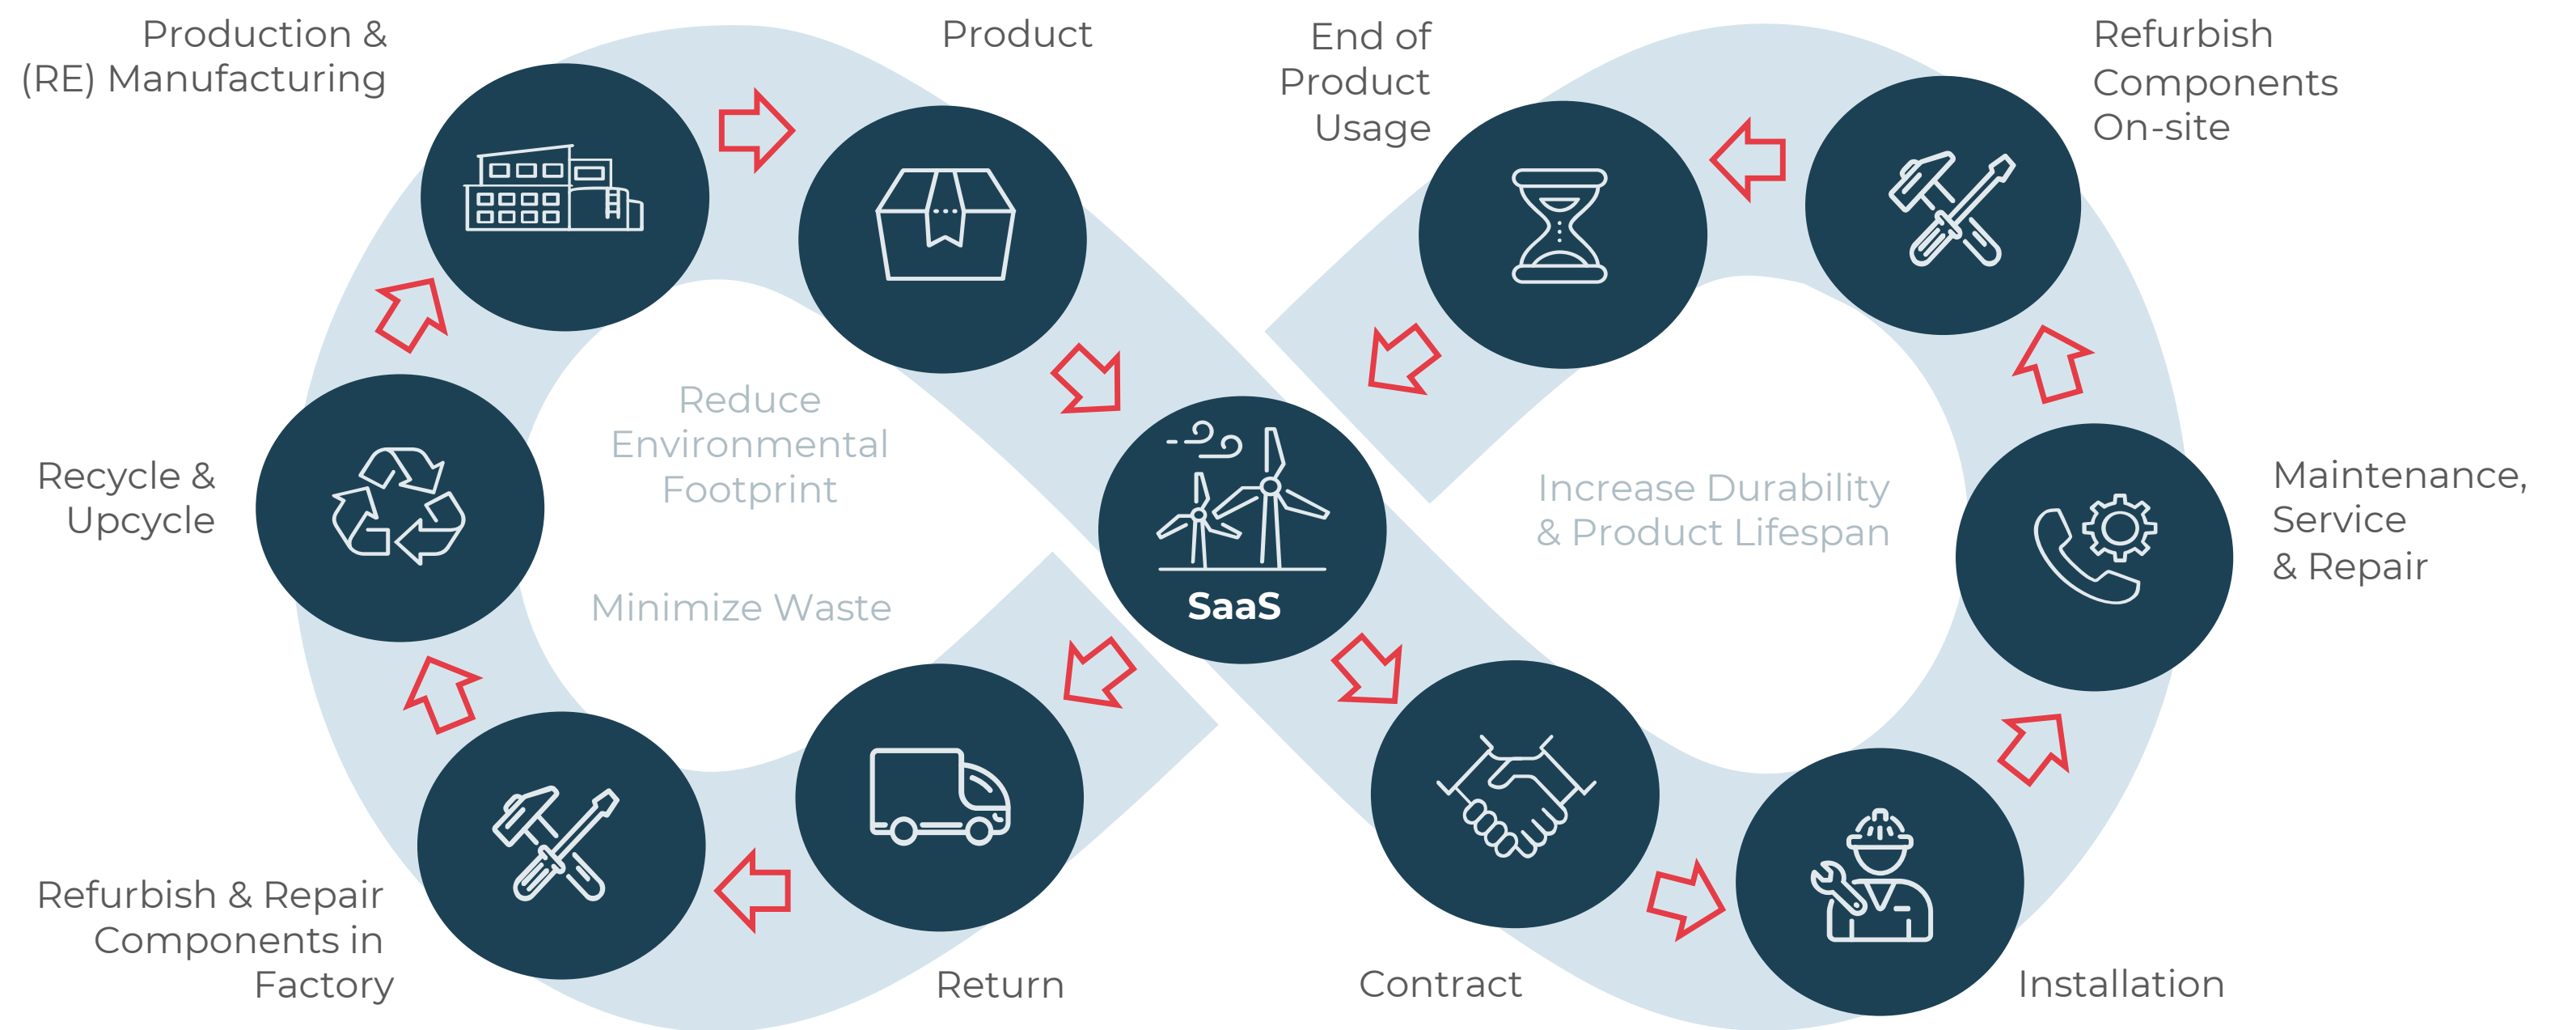 Production &
(RE) Manufacturing
Product
End of
Product
Usage
Refurbish
Components
On-site
Reduce
Environmental
Footprint
Recycle &
Upcycle
Increase Durability
& Product Lifespan
Maintenance,
Service
& Repair
Minimize Waste
SaaS
Refurbish & Repair
Components in
Factory
Return
Contract
Installation